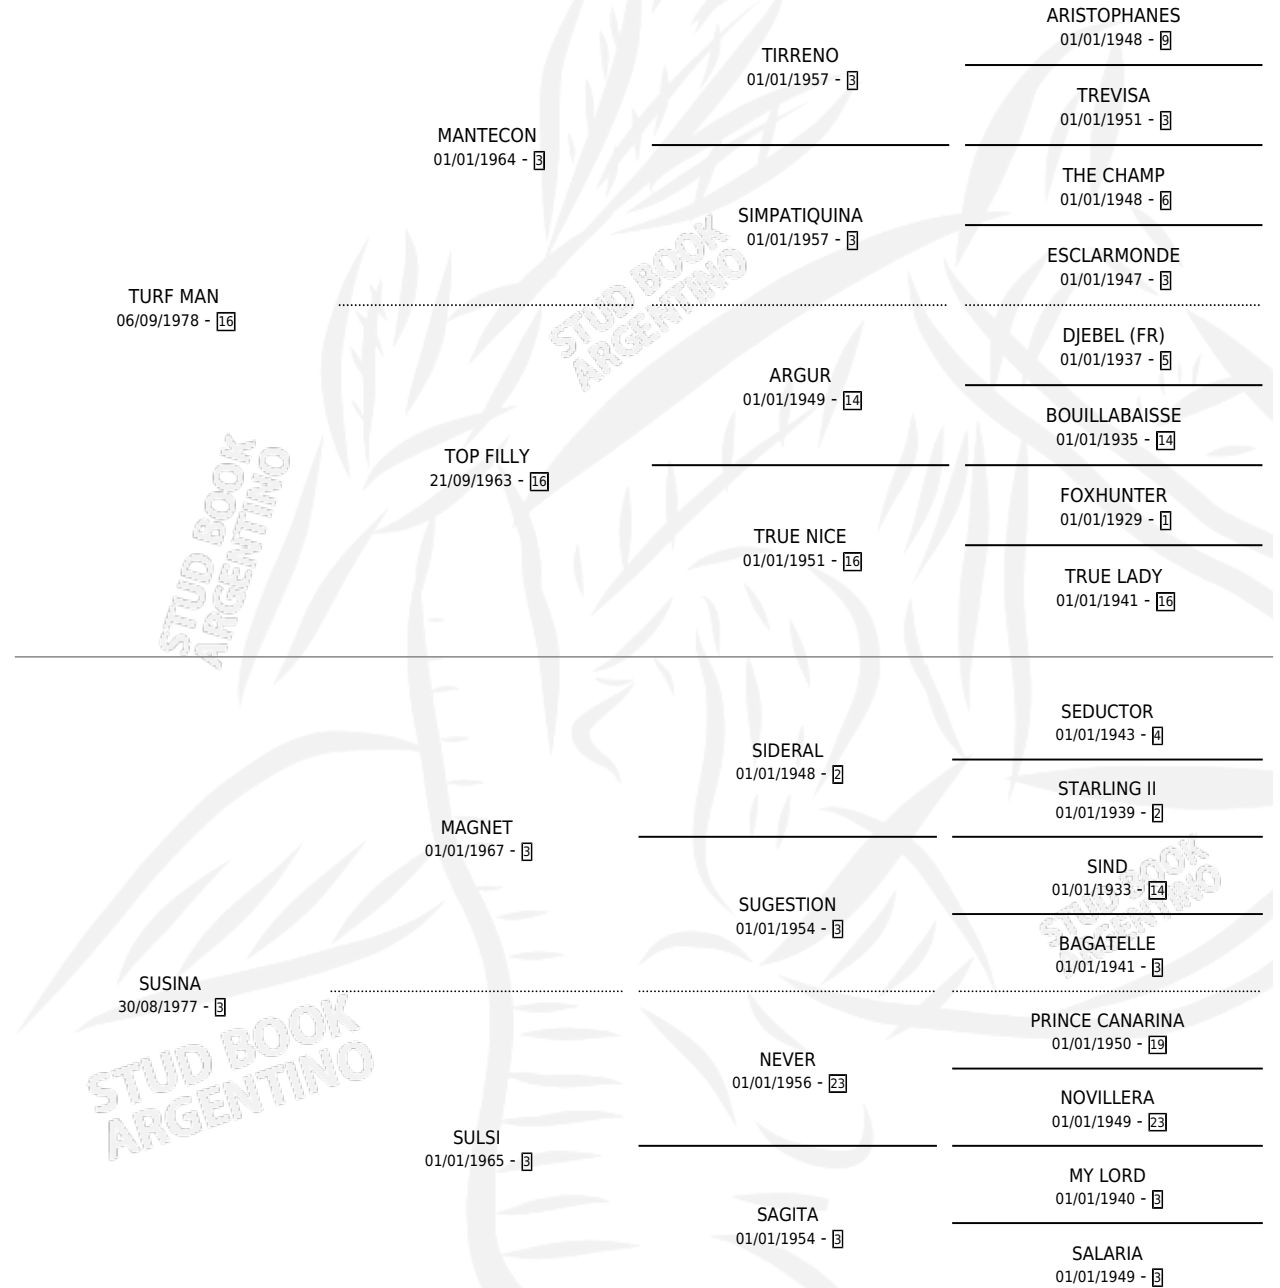 ARISTOPHANES
01/01/1948 - 9
TIRRENO
01/01/1957 - 3
TREVISA
01/01/1951 - 3
MANTECON
01/01/1964 - 3
THE CHAMP
01/01/1948 - 6
SIMPATIQUINA
01/01/1957 - 3
ESCLARMONDE
01/01/1947 - 3
TURF MAN
06/09/1978 - 16
STUD BOOK
ARGENTINO
DJEBEL (FR)
01/01/1937 - 5
ARGUR
01/01/1949 - 14
BOUILLABAISSE
01/01/1935 - 14
TOP FILLY
21/09/1963 - 16
FOXHUNTER
01/01/1929 - 1
TRUE NICE
01/01/1951 - 16
TRUE LADY
01/01/1941 - 16
STUD BOOK
ARGENTINO
SEDUCTOR
01/01/1943 - 4
SIDERAL
01/01/1948 - 2
STARLING II
01/01/1939 - 2
MAGNET
01/01/1967 - 3
SIND
01/01/1933 - 14
STUD BOOK
ARGENTINO
SUGESTION
01/01/1954 - 3
BAGATELLE
01/01/1941 - 3
SUSINA
30/08/1977 - 3
PRINCE CANARINA
01/01/1950 - 19
NEVER
01/01/1956 - 23
NOVILLERA
01/01/1949 - 23
STUD BOOK
ARGENTINO
SULSI
01/01/1965 - 3
MY LORD
01/01/1940 - 3
SAGITA
01/01/1954 - 3
SALARIA
01/01/1949 - 3